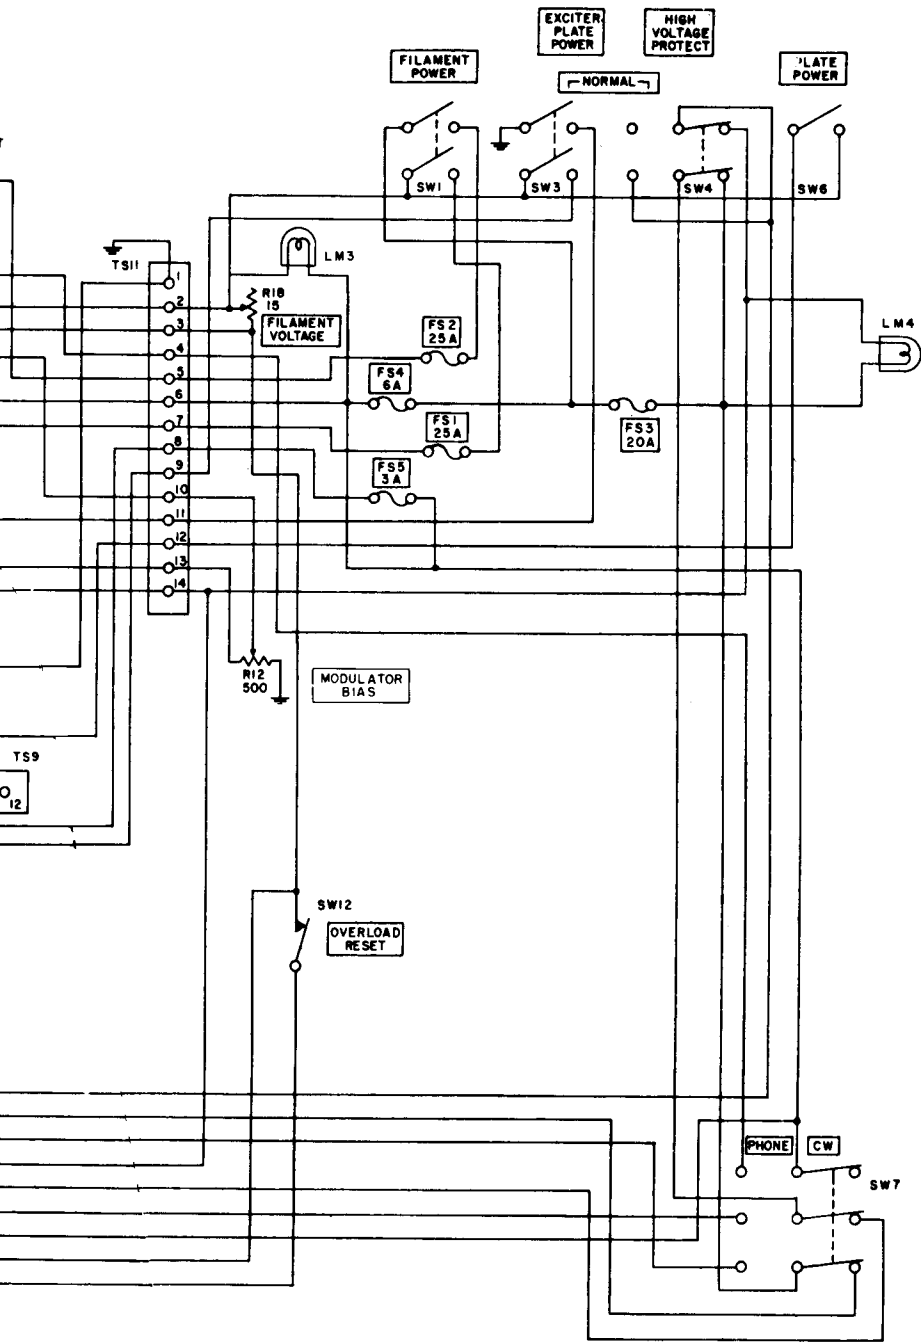 EXCITER
PLATE
POWER
HIGH
VOLTAGE
PROTECT
FILAMENT
POWER
NORMAL
PLATE
POWER
SW1
SW3
SW4
SW6
TS11
LM3
1
2
3
4
5
6
7
8
9
10
11
12
13
14
R18
15
FILAMENT
VOLTAGE
FS2
25A
FS4
6A
FS1
25A
FS5
3A
FS3
20A
LM4
R12
500
MODULATOR
BIAS
TS9
12
SW12
OVERLOAD
RESET
PHONE
CW
SW7